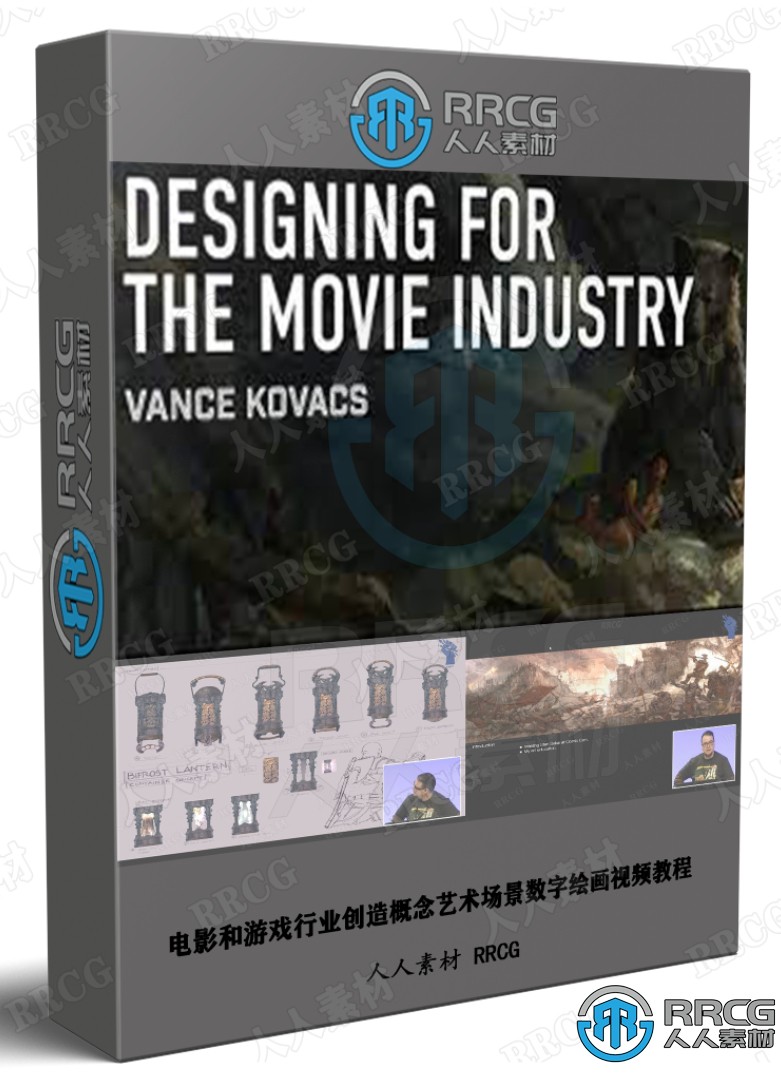 RRCG
人人素材
DESIGNING FOR
THE MOVIE INDUSTRY
VANCE KOVACS
RRCG
人人素材
BIFROST LANTERN
Introduction
电影和游戏行业创造概念艺术场景数字绘画视频教程
人人素材 RRCG
RRCG
人人素材